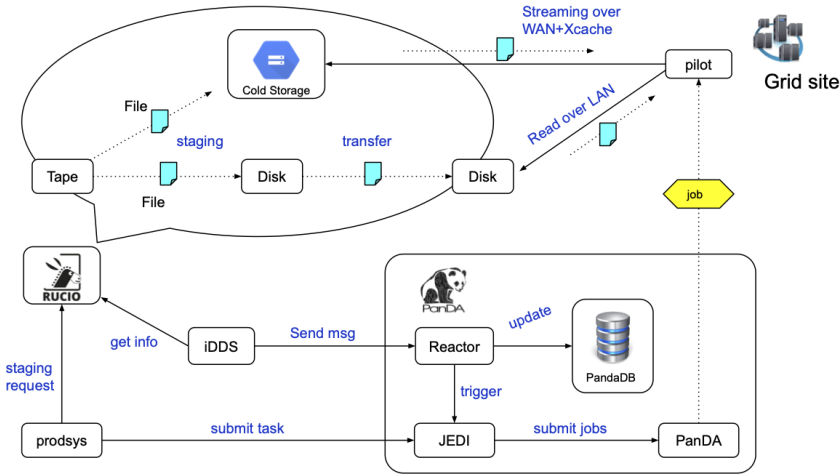 Streaming over
WAN+Xcache
Cold Storage
pilot
Grid site
File
Read over LAN
staging
transfer
Tape
Disk
Disk
File
job
RUCIO
PanDA
update
get info
iDDS
Send msg
Reactor
PandaDB
staging
request
trigger
prodsys
submit task
JEDI
submit jobs
PanDA